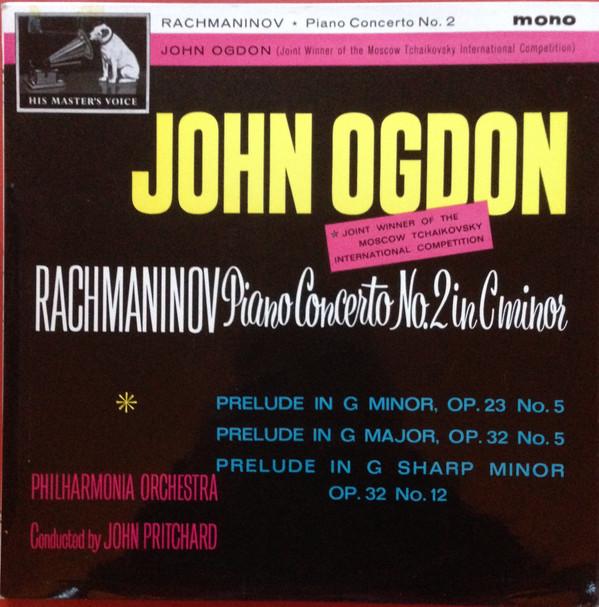 RACHMANINOV ★ Piano Concerto No. 2
mono
JOHN OGDON (Joint Winner of the Moscow Tchaikovsky International Competition)
HIS MASTER'S VOICE
JOHN OGDON
* JOINT WINNER OF THE
MOSCOW TCHAIKOVSKY
INTERNATIONAL COMPETITION
RACHMANINOV Piano Concerto No.2 in C minor
* PRELUDE IN G MINOR, OP. 23 No. 5
PRELUDE IN G MAJOR, OP. 32 No. 5
PRELUDE IN G SHARP MINOR
OP. 32 No. 12
PHILHARMONIA ORCHESTRA
Conducted by JOHN PRITCHARD